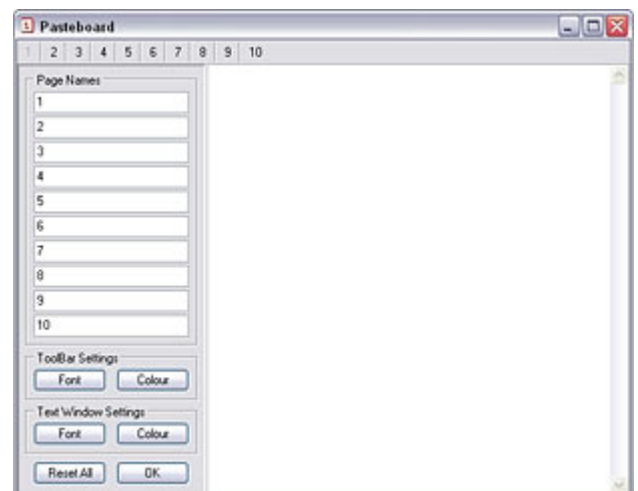 Pasteboard
1 2 3 4 5 6 7 8 9 10
Page Names
1
2
3
4
5
6
7
8
9
10
ToolBar Settings
Font Colour
Text Window Settings
Font Colour
Reset All OK